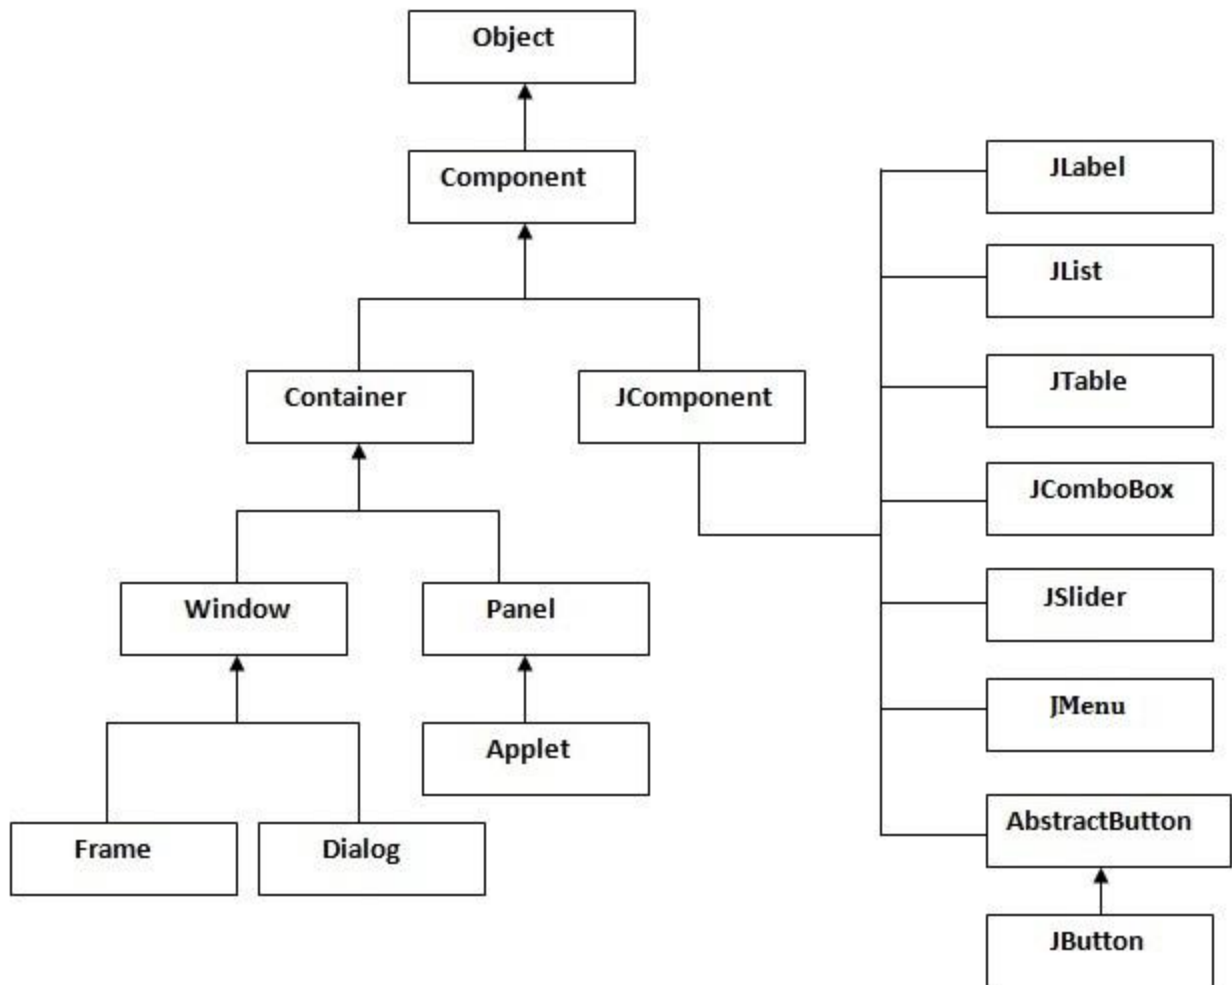 Object
Component
Container
JComponent
Window
Panel
Applet
Frame
Dialog
JLabel
JList
JTable
JComboBox
JSlider
JMenu
AbstractButton
JButton